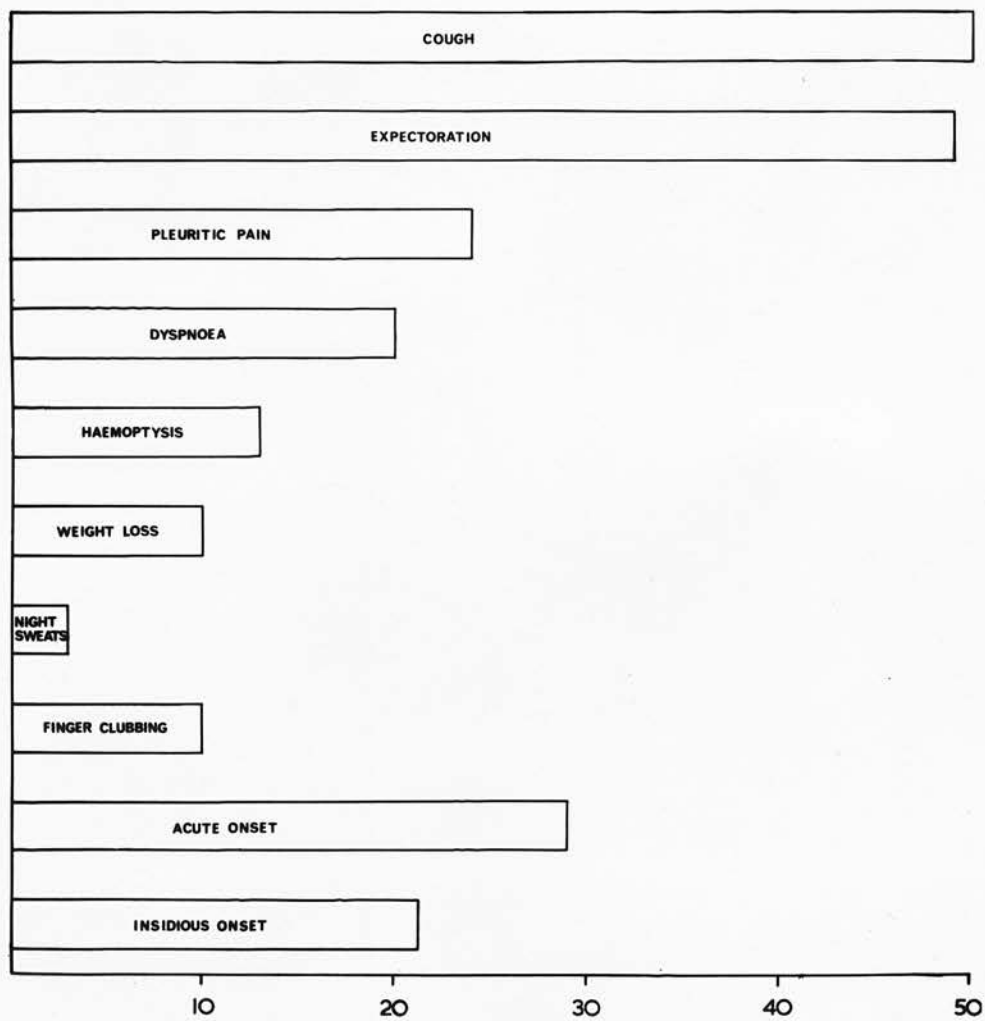 COUGH
EXPECTORATION
PLEURITIC PAIN
DYSPNOEA
HAEMOPTYSIS
WEIGHT LOSS
NIGHT
SWEATS
FINGER CLUBBING
ACUTE ONSET
INSIDIOUS ONSET
10 20 30 40 50